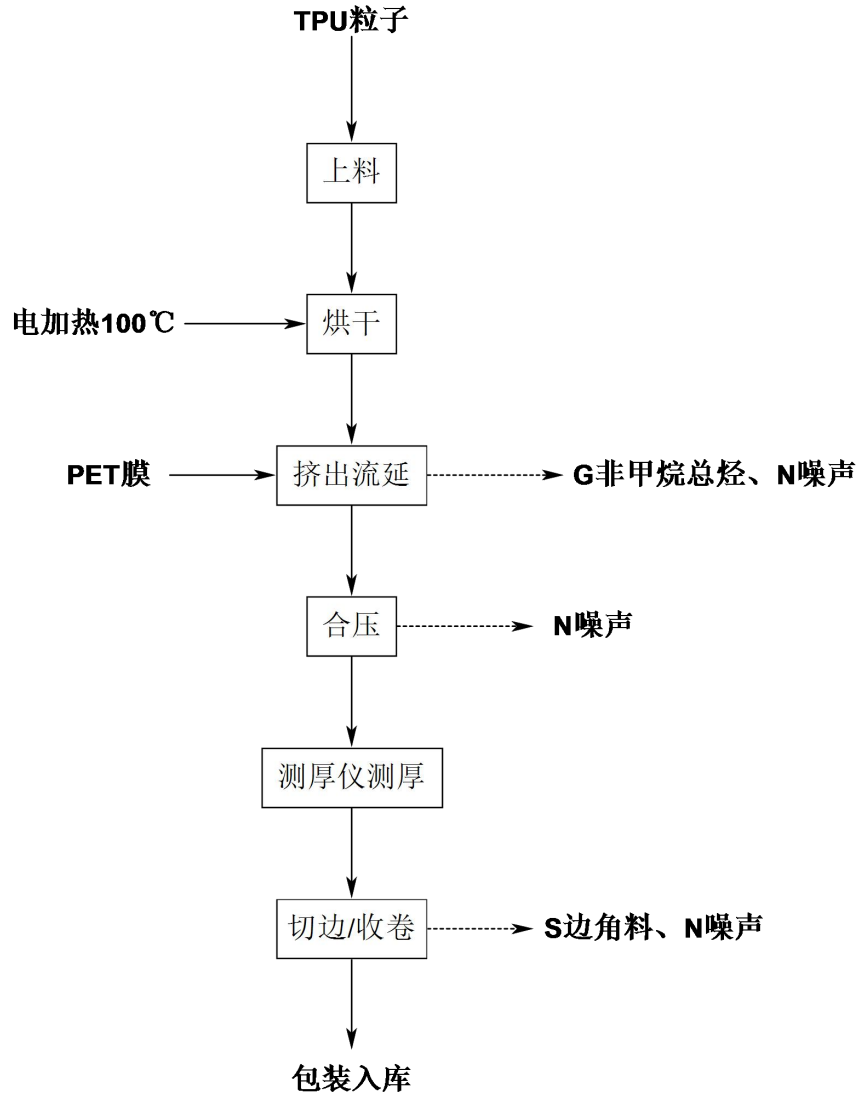 TPU粒子
上料
电加热100℃
烘干
PET膜
挤出流延
G非甲烷总烃、N噪声
合压
N噪声
测厚仪测厚
切边/收卷
S边角料、N噪声
包装入库